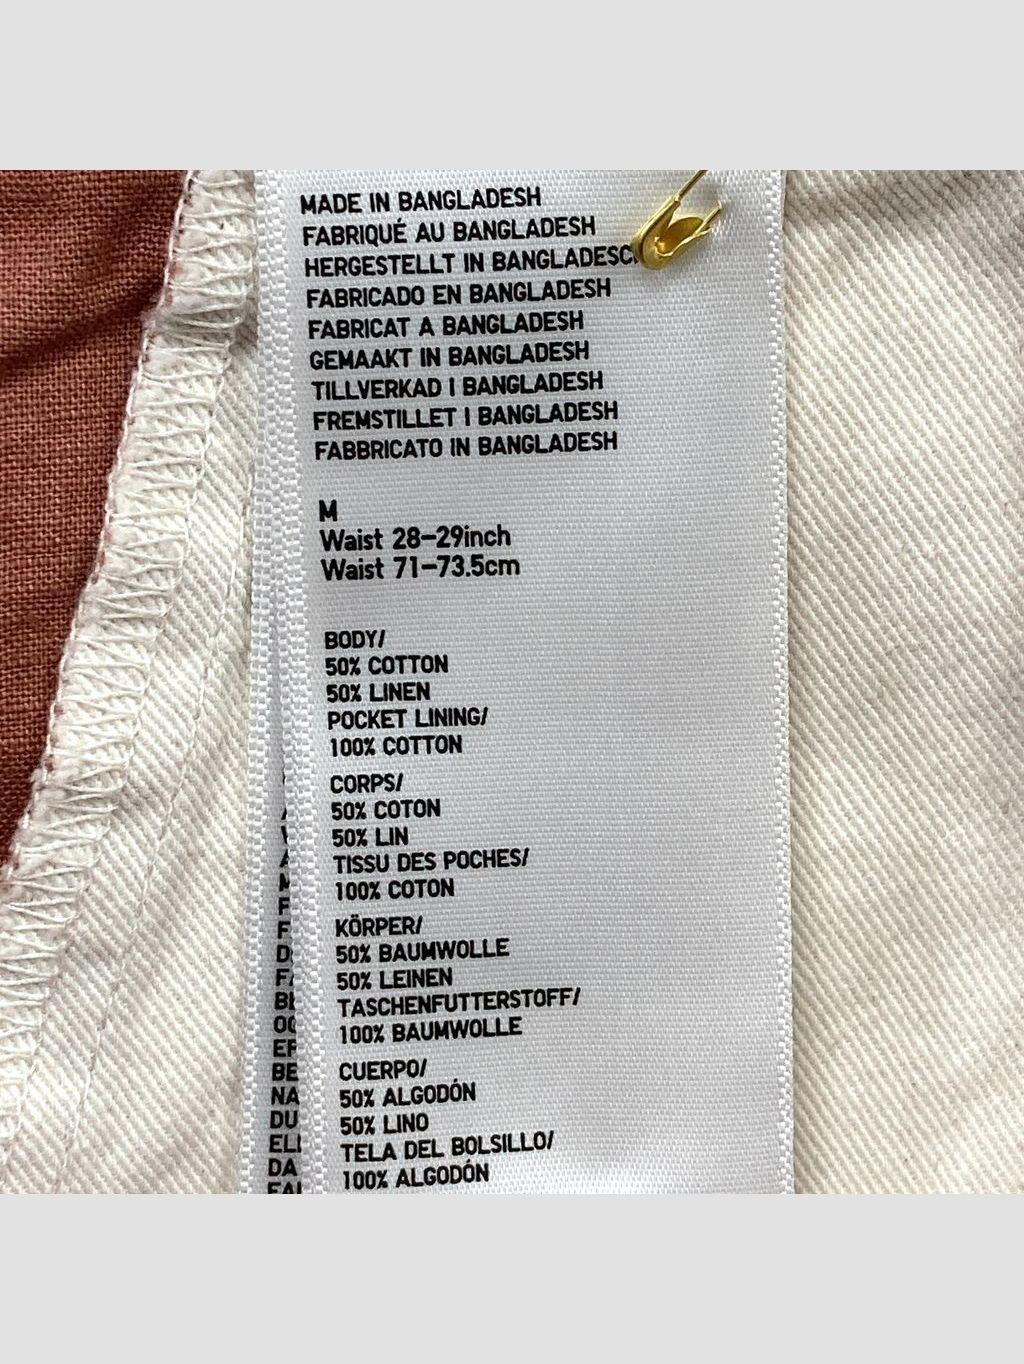 MADE IN BANGLADESH
FABRIQUÉ AU BANGLADESH
HERGESTELLT IN
FABRICADO EN BANGLADESH
FABRICAT A BANGLADESH
GEMAAKT IN BANGLADESH
TILLVERKAD I BANGLADESH
FREMSTILLET I BANGLADESH
FABBRICATO IN BANGLADESH
M
Waist 28-29inch
Waist 71-73.5cm
BODY/
50% COTTON
50% LINEN
POCKET LINING/
100% COTTON
CORPS/
50% COTON
50% LIN
TISSU DES POCHES/
100% COTON
KÖRPER/
50% BAUMWOLLE
50% LEINEN
TASCHENFUTTERSTOFF/
100% BAUMWOLLE
CUERPO/
50% ALGODÓN
50% LINO
TELA DEL BOLSILLO/
100% ALGODÓN